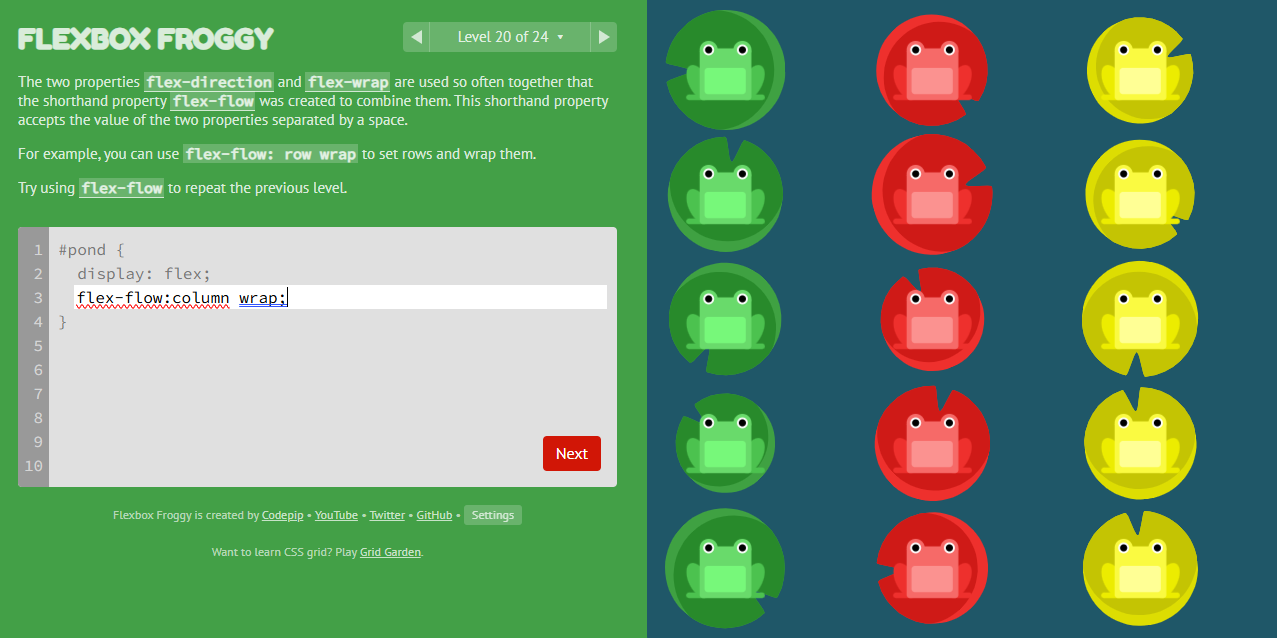 FLEXBOX FROGGY
Level 20 of 24
The two properties flex-direction and flex-wrap are used so often together that
the shorthand property flex-flow was created to combine them. This shorthand property
accepts the value of the two properties separated by a space.
For example, you can use flex-flow: row wrap to set rows and wrap them.
Try using flex-flow to repeat the previous level.
1 #pond {
2 display: flex;
3 flex-flow:column wrap;
4 }
5
6
7
8
9
10
Next
Flexbox Froggy is created by Codepip • YouTube • Twitter • GitHub • Settings
Want to learn CSS grid? Play Grid Garden.